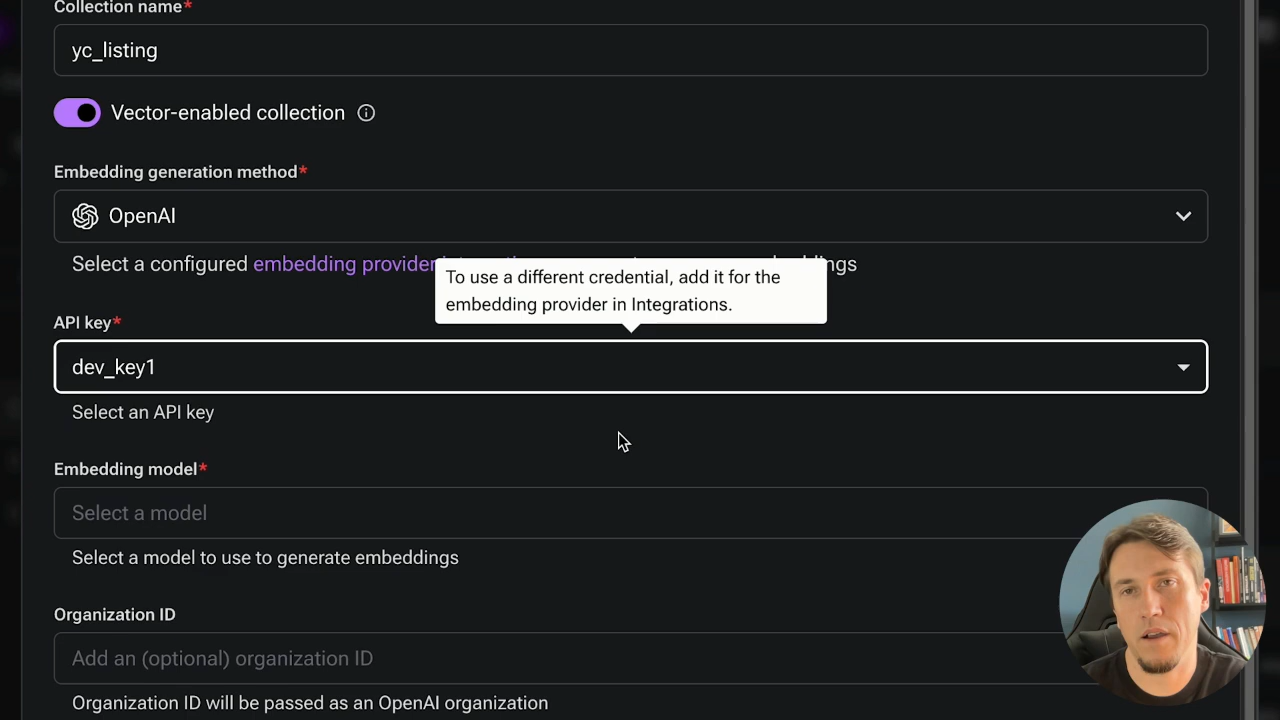 Collection name*
yc_listing
Vector-enabled collection
Embedding generation method*
OpenAI
Select a configured embedding provider
To use a different credential, add it for the
embedding provider in Integrations.
API key*
dev_key1
Select an API key
Embedding model*
Select a model
Select a model to use to generate embeddings
Organization ID
Add an (optional) organization ID
Organization ID will be passed as an OpenAI organization